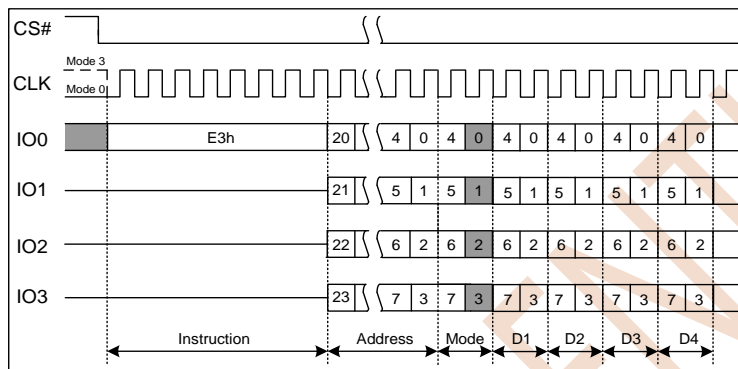 CS#
Mode 3
CLK
Mode 0
IO0 E3h 20 4 0 4 0 4 0 4 0 4 0 4 0
IO1 21 5 1 5 1 5 1 5 1 5 1 5 1
IO2 22 6 2 6 2 6 2 6 2 6 2 6 2
IO3 23 7 3 7 3 7 3 7 3 7 3 7 3
Instruction Address Mode D1 D2 D3 D4